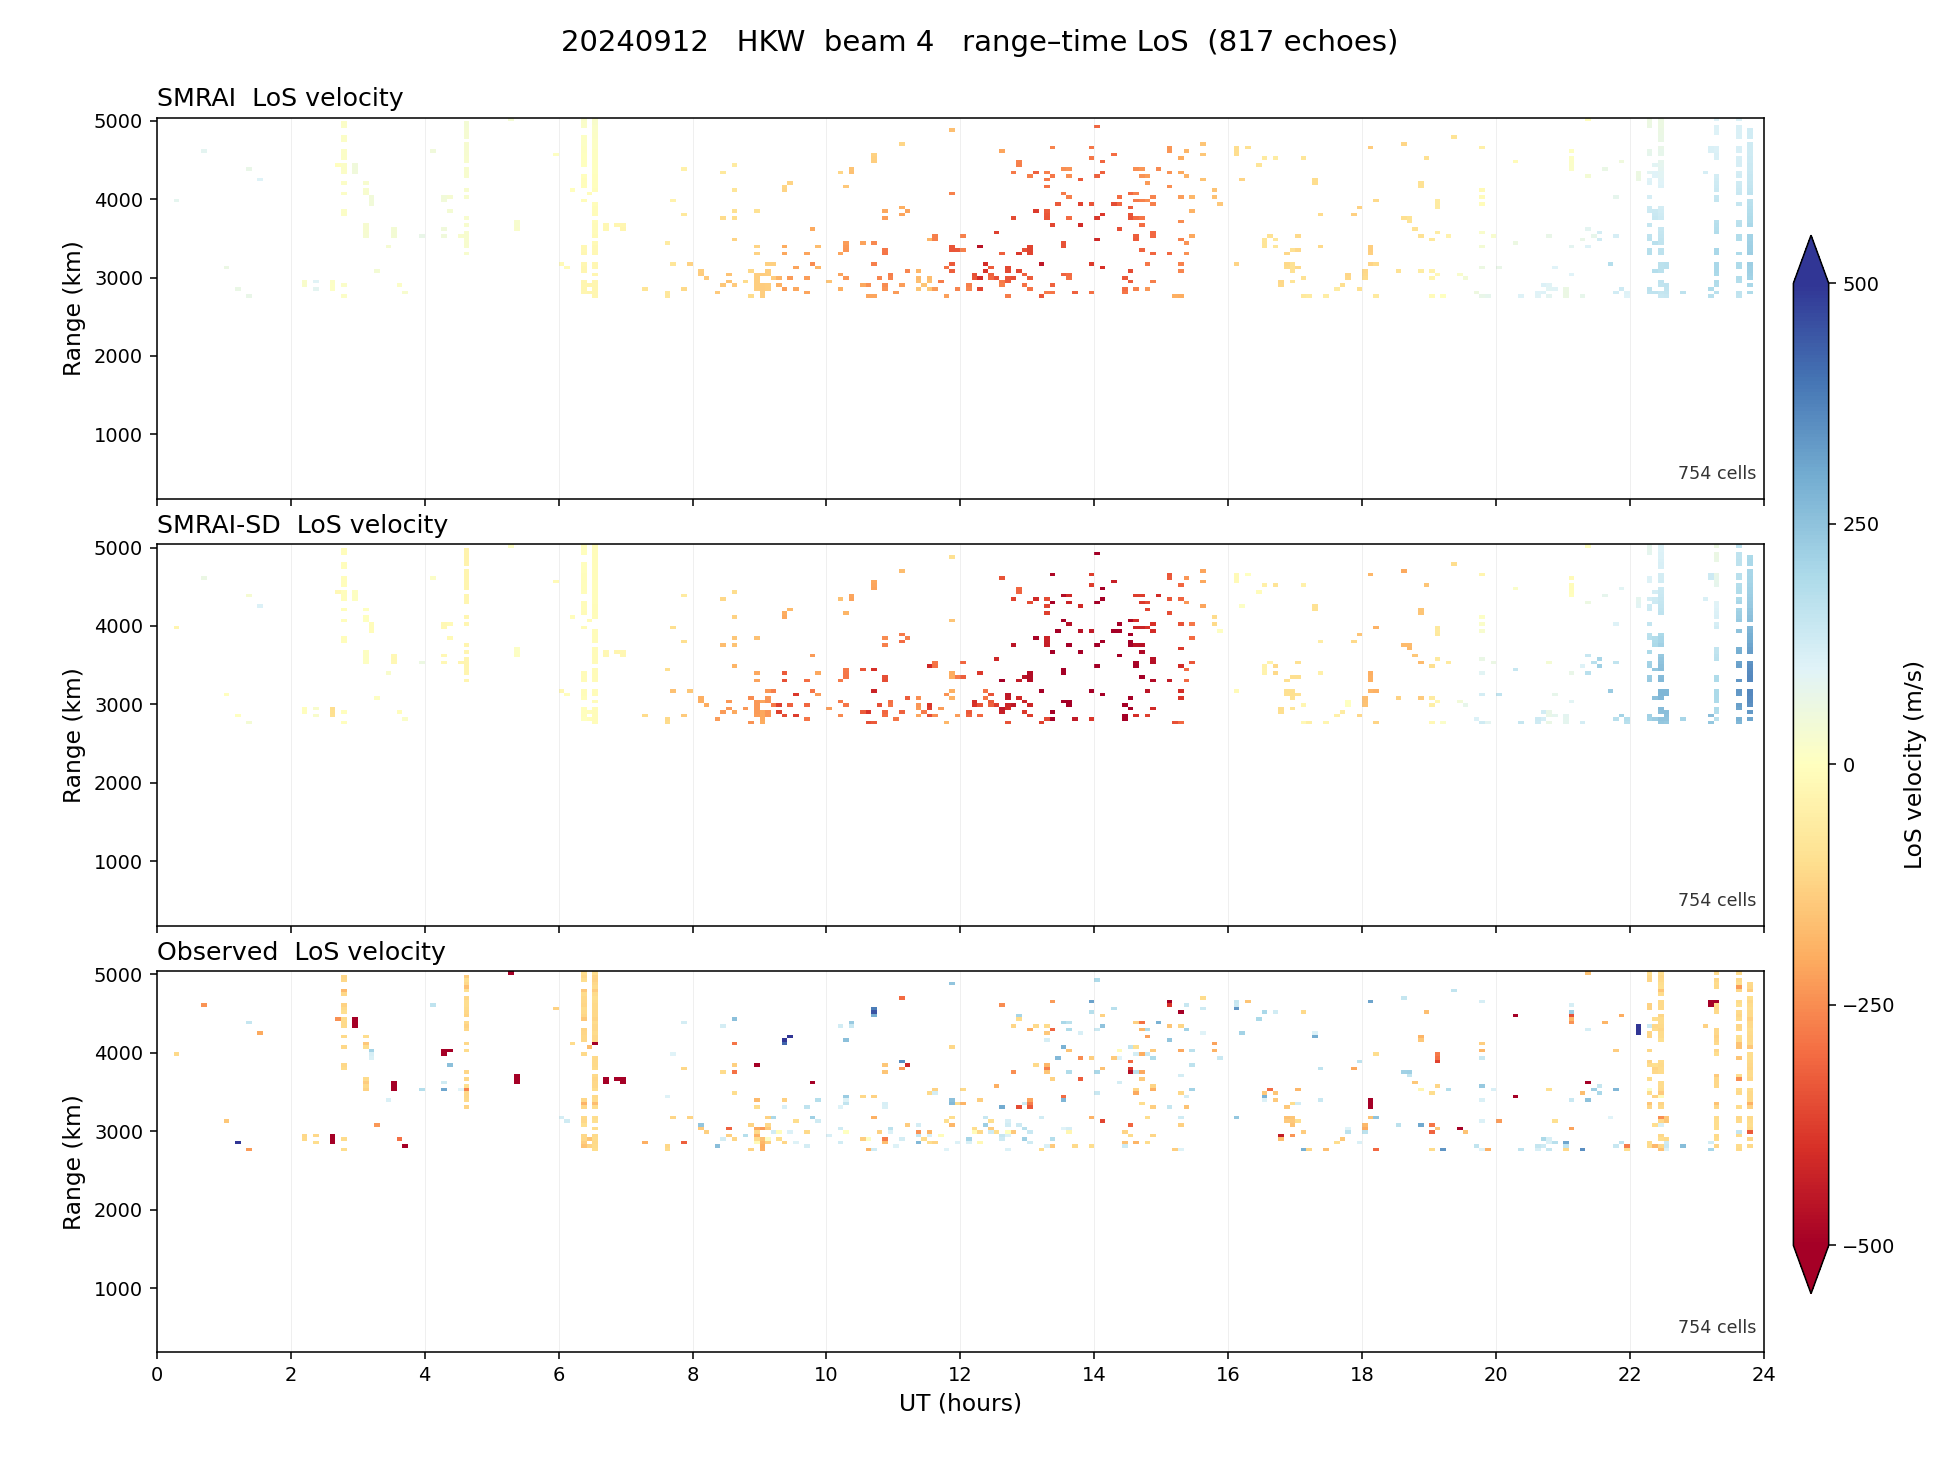 20240912   HKW  beam 4   range–time LoS  (817 echoes)
SMRAI  LoS velocity
5000
4000
3000
2000
1000
Range (km)
754 cells
SMRAI-SD  LoS velocity
5000
4000
3000
2000
1000
Range (km)
754 cells
Observed  LoS velocity
5000
4000
3000
2000
1000
Range (km)
754 cells
0 2 4 6 8 10 12 14 16 18 20 22 24
UT (hours)
500
250
0
−250
−500
LoS velocity (m/s)